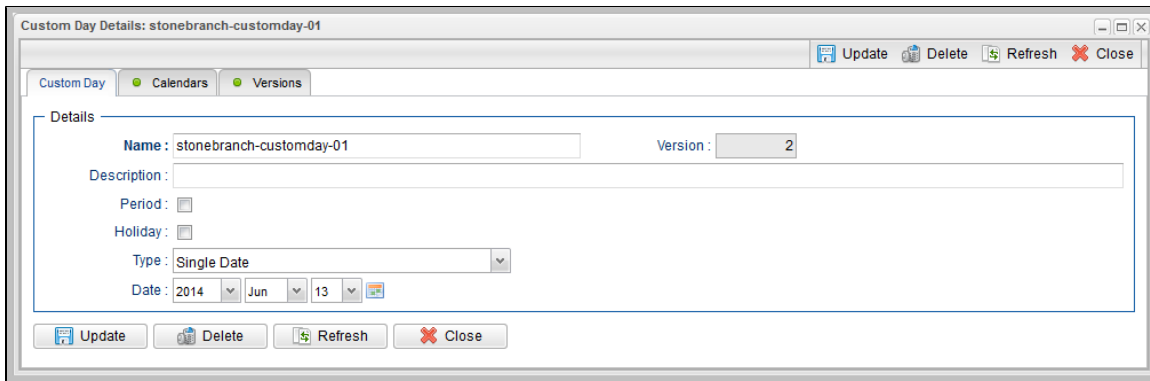 Custom Day Details: stonebranch-customday-01
Update Delete Refresh Close
Custom Day Calendars Versions
Details
Name : stonebranch-customday-01 Version : 2
Description :
Period :
Holiday :
Type : Single Date
Date : 2014 Jun 13
Update Delete Refresh Close